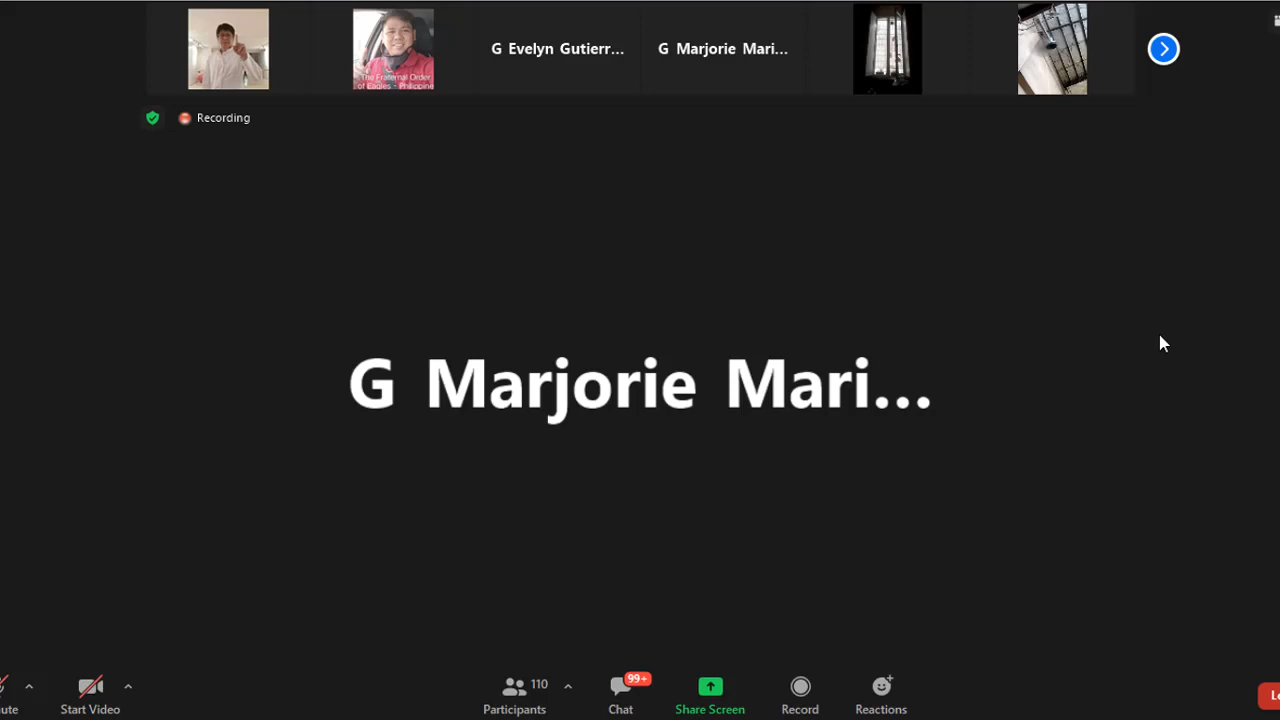 The Fraternal Order
of Eagles - Philippine
G Evelyn Gutierr...
G Marjorie Mari...
Recording
G Marjorie Mari...
ute
Start Video
110
Participants
99+
Chat
Share Screen
Record
Reactions
Le